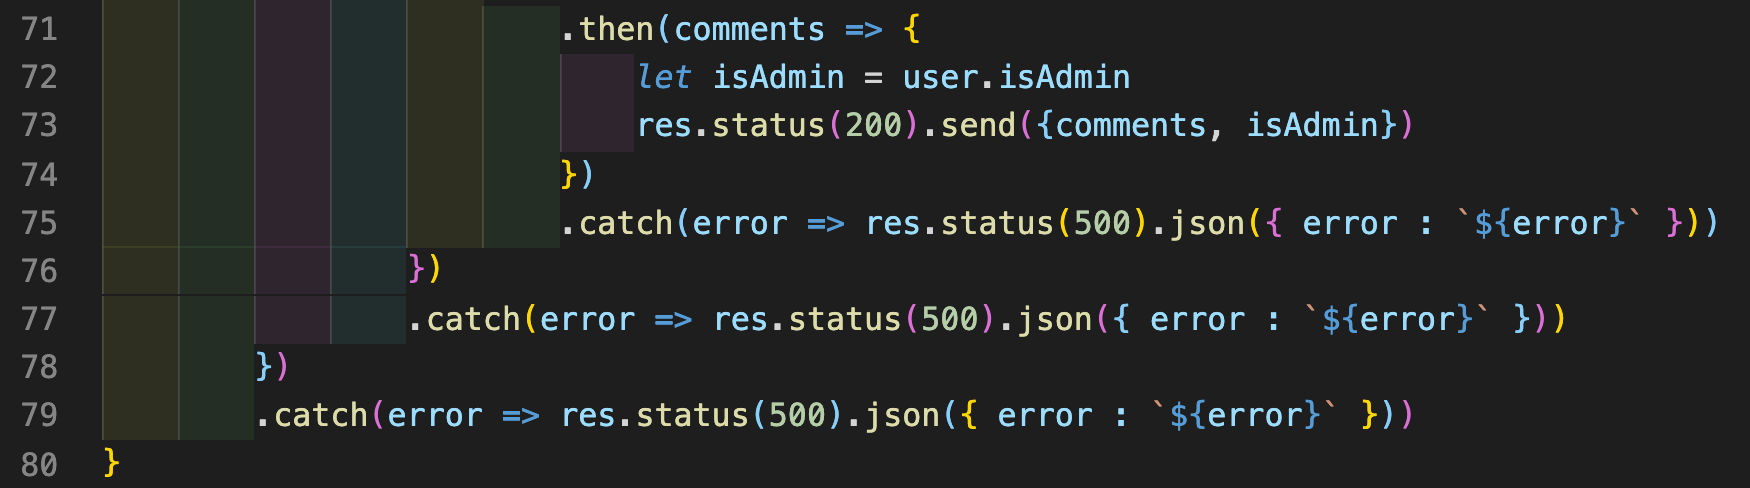 71 .then(comments => {
72 let isAdmin = user.isAdmin
73 res.status(200).send({comments, isAdmin})
74 })
75 .catch(error => res.status(500).json({ error : `${error}` }))
76 })
77 .catch(error => res.status(500).json({ error : `${error}` }))
78 })
79 .catch(error => res.status(500).json({ error : `${error}` }))
80 }